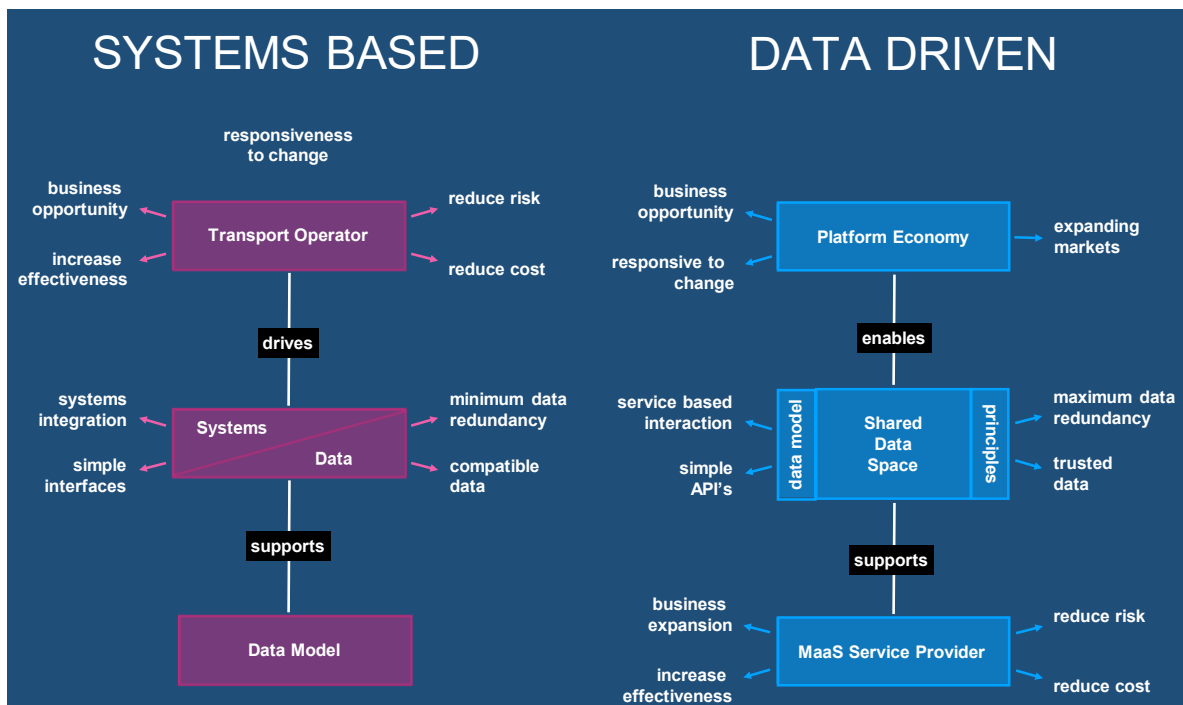 SYSTEMS BASED
responsiveness
to change
business
opportunity
reduce risk
Transport Operator
increase
effectiveness
reduce cost
drives
systems
integration
minimum data
redundancy
Systems
Data
simple
interfaces
compatible
data
supports
Data Model
DATA DRIVEN
business
opportunity
Platform Economy
expanding
markets
responsive to
change
enables
service based
interaction
maximum data
redundancy
data model
Shared
Data
Space
principles
simple
API's
trusted
data
supports
business
expansion
reduce risk
MaaS Service Provider
increase
effectiveness
reduce cost